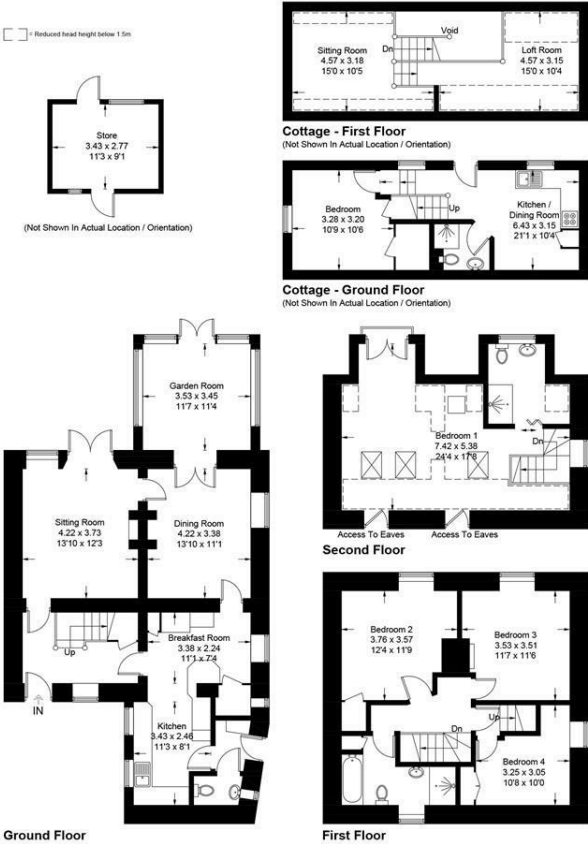 = Reduced head height below 1.5m
Store
3.43 x 2.77
11'3 x 9'1
(Not Shown In Actual Location / Orientation)
Void
Sitting Room
4.57 x 3.18
15'0 x 10'5
Dn
Loft Room
4.57 x 3.15
15'0 x 10'4
Cottage - First Floor
(Not Shown In Actual Location / Orientation)
Bedroom
3.28 x 3.20
10'9 x 10'6
Up
Kitchen /
Dining Room
6.43 x 3.15
21'1 x 10'4
Cottage - Ground Floor
(Not Shown In Actual Location / Orientation)
Garden Room
3.53 x 3.45
11'7 x 11'4
Sitting Room
4.22 x 3.73
13'10 x 12'3
Dining Room
4.22 x 3.38
13'10 x 11'1
Up
Breakfast Room
3.38 x 2.24
11'1 x 7'4
IN
Kitchen
3.43 x 2.46
11'3 x 8'1
Ground Floor
Bedroom 1
7.42 x 5.38
24'4 x 17'8
Dn
Access To Eaves
Access To Eaves
Second Floor
Bedroom 2
3.76 x 3.57
12'4 x 11'9
Bedroom 3
3.53 x 3.51
11'7 x 11'6
Up
Dn
Bedroom 4
3.25 x 3.05
10'8 x 10'0
First Floor